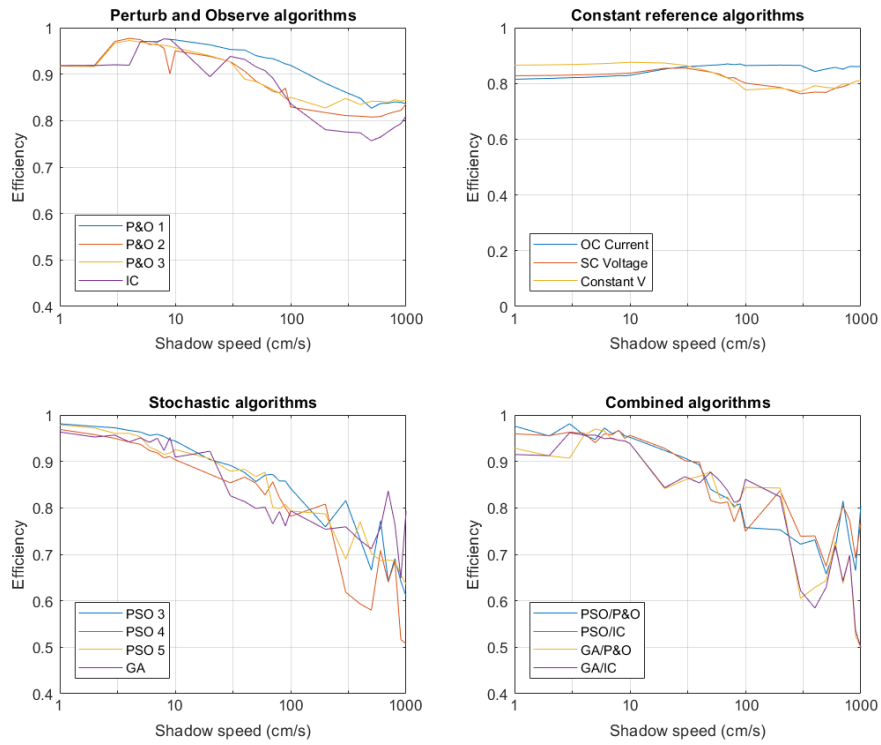 Perturb and Observe algorithms
1
0.9
0.8
0.7
0.6
0.5
0.4
Efficiency
P&O 1
P&O 2
P&O 3
IC
1
10
100
1000
Shadow speed (cm/s)
Constant reference algorithms
1
0.8
0.6
0.4
0.2
0
Efficiency
OC Current
SC Voltage
Constant V
1
10
100
1000
Shadow speed (cm/s)
Stochastic algorithms
1
0.9
0.8
0.7
0.6
0.5
0.4
Efficiency
PSO 3
PSO 4
PSO 5
GA
1
10
100
1000
Shadow speed (cm/s)
Combined algorithms
1
0.9
0.8
0.7
0.6
0.5
0.4
Efficiency
PSO/P&O
PSO/IC
GA/P&O
GA/IC
1
10
100
1000
Shadow speed (cm/s)